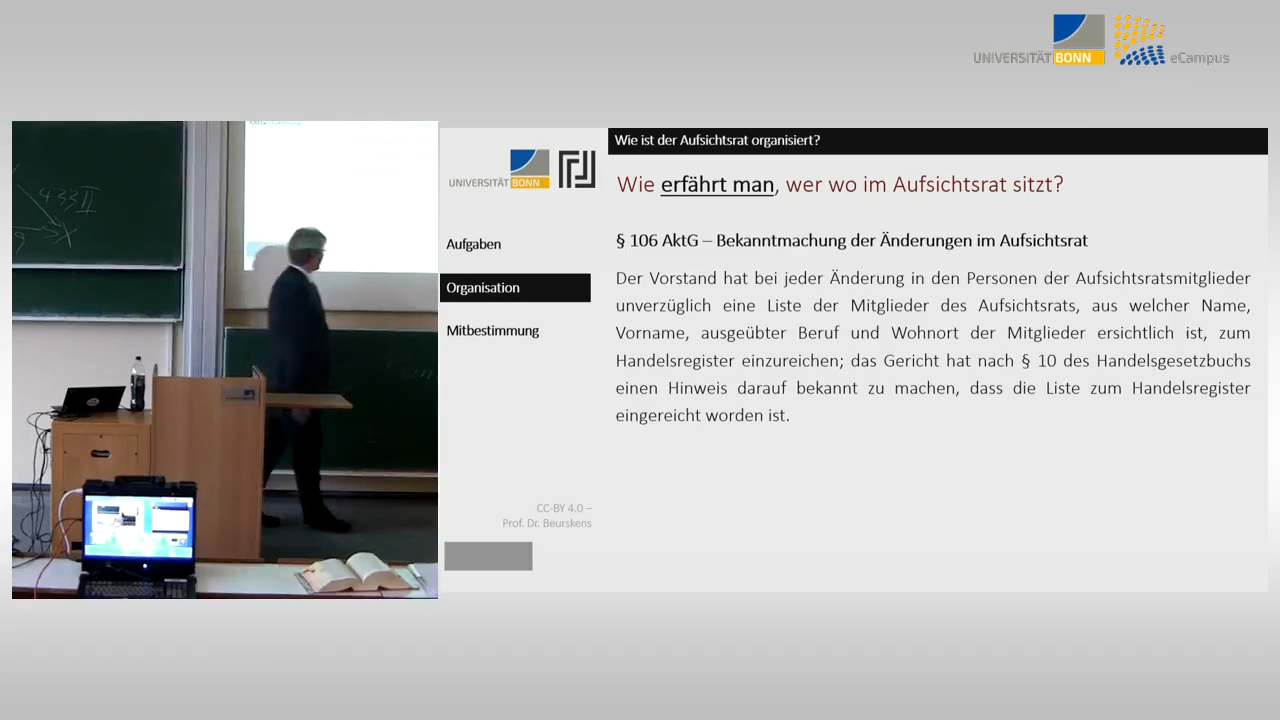 UNIVERSITÄT BONN eCampus
433 II
Wie ist der Aufsichtsrat organisiert?
UNIVERSITÄT BONN
Wie erfährt man, wer wo im Aufsichtsrat sitzt?
Aufgaben
Organisation
Mitbestimmung
§ 106 AktG – Bekanntmachung der Änderungen im Aufsichtsrat
Der Vorstand hat bei jeder Änderung in den Personen der Aufsichtsratsmitglieder
unverzüglich eine Liste der Mitglieder des Aufsichtsrats, aus welcher Name,
Vorname, ausgeübter Beruf und Wohnort der Mitglieder ersichtlich ist, zum
Handelsregister einzureichen; das Gericht hat nach § 10 des Handelsgesetzbuchs
einen Hinweis darauf bekannt zu machen, dass die Liste zum Handelsregister
eingereicht worden ist.
CC-BY 4.0 –
Prof. Dr. Beurskens